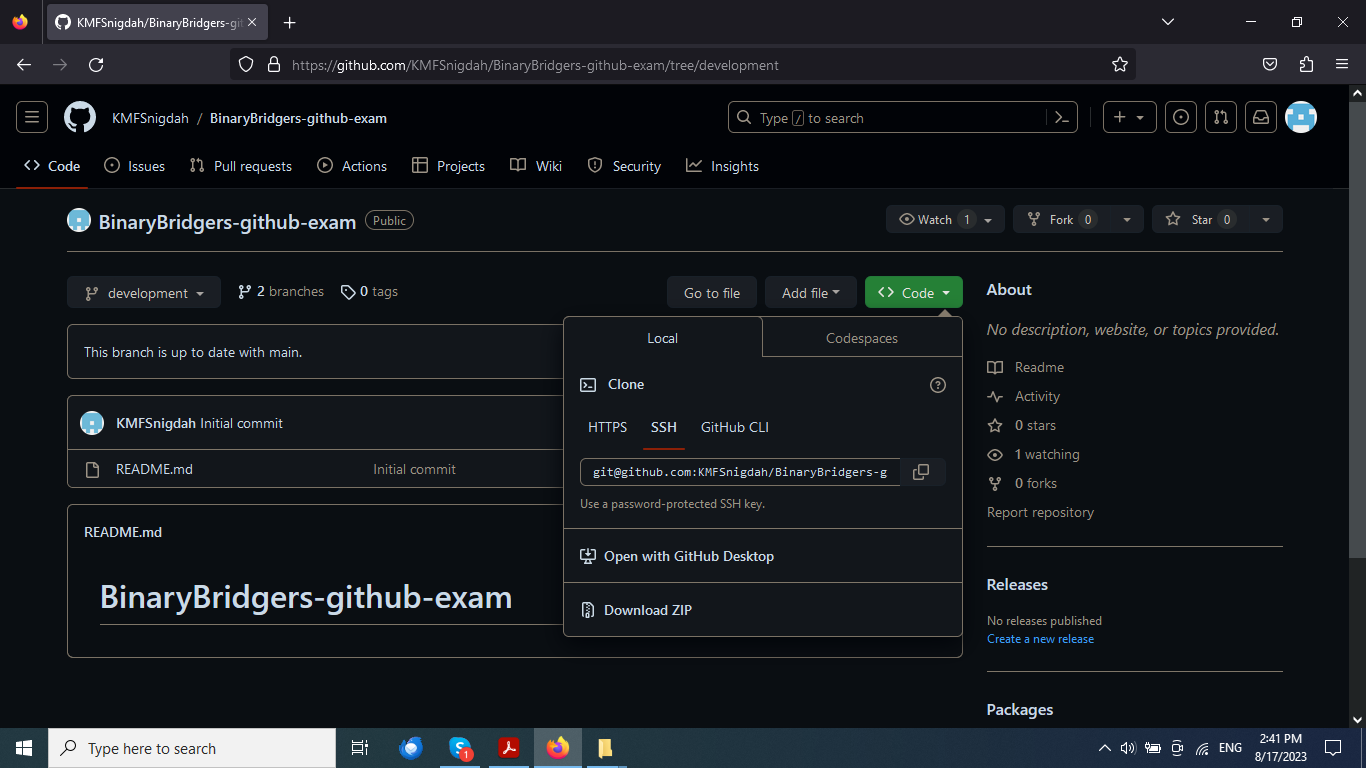 KMFSnigdah/BinaryBridgers-git
https://github.com/KMFSnigdah/BinaryBridgers-github-exam/tree/development
KMFSnigdah / BinaryBridgers-github-exam
Type / to search
Code
Issues
Pull requests
Actions
Projects
Wiki
Security
Insights
BinaryBridgers-github-exam Public
Watch 1
Fork 0
Star 0
development
2 branches
0 tags
Go to file
Add file
Code
This branch is up to date with main.
KMFSnigdah Initial commit
README.md Initial commit
README.md
BinaryBridgers-github-exam
Local
Codespaces
Clone
HTTPS
SSH
GitHub CLI
git@github.com:KMFSnigdah/BinaryBridgers-g
Use a password-protected SSH key.
Open with GitHub Desktop
Download ZIP
About
No description, website, or topics provided.
Readme
Activity
0 stars
1 watching
0 forks
Report repository
Releases
No releases published
Create a new release
Packages
Type here to search
1
ENG
2:41 PM
8/17/2023